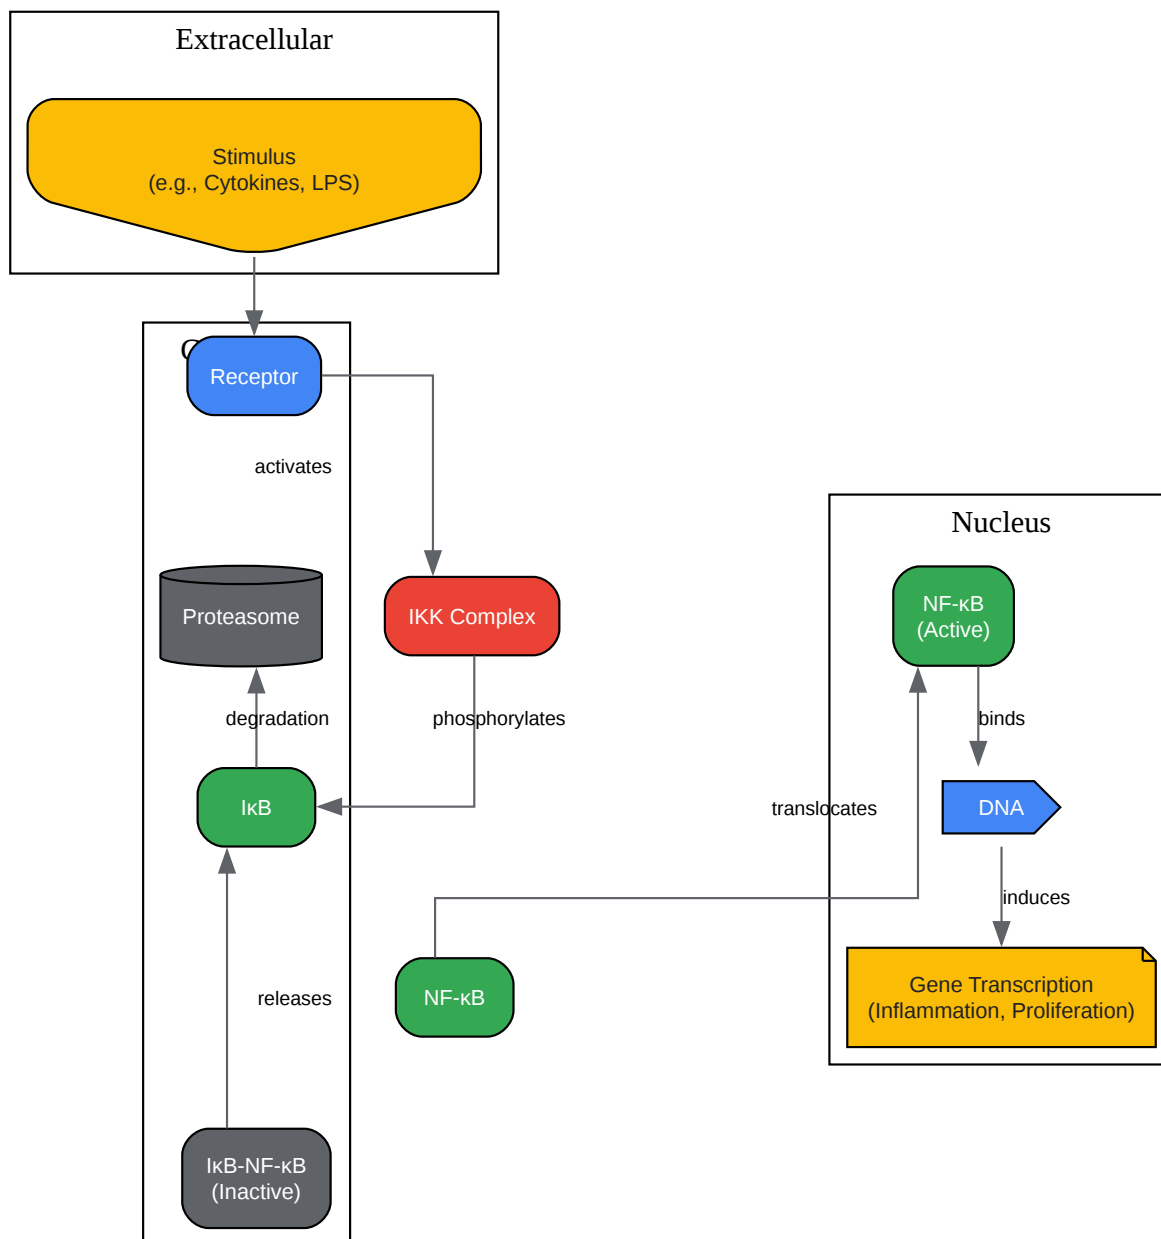 Extracellular
Stimulus
(e.g., Cytokines, LPS)
Receptor
activates
Nucleus
Proteasome
IKK Complex
NF-κB
(Active)
degradation
phosphorylates
binds
IκB
translocates
DNA
induces
NF-κB
releases
Gene Transcription
(Inflammation, Proliferation)
IκB-NF-κB
(Inactive)